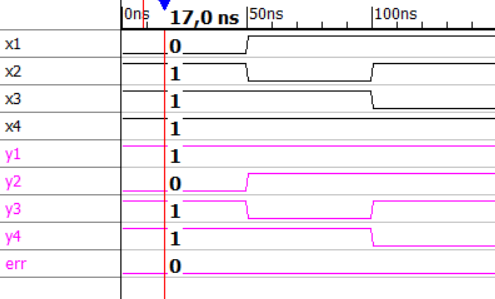 0ns 17,0 ns 50ns 100ns
x1 0
x2 1
x3 1
x4 1
y1 1
y2 0
y3 1
y4 1
err 0